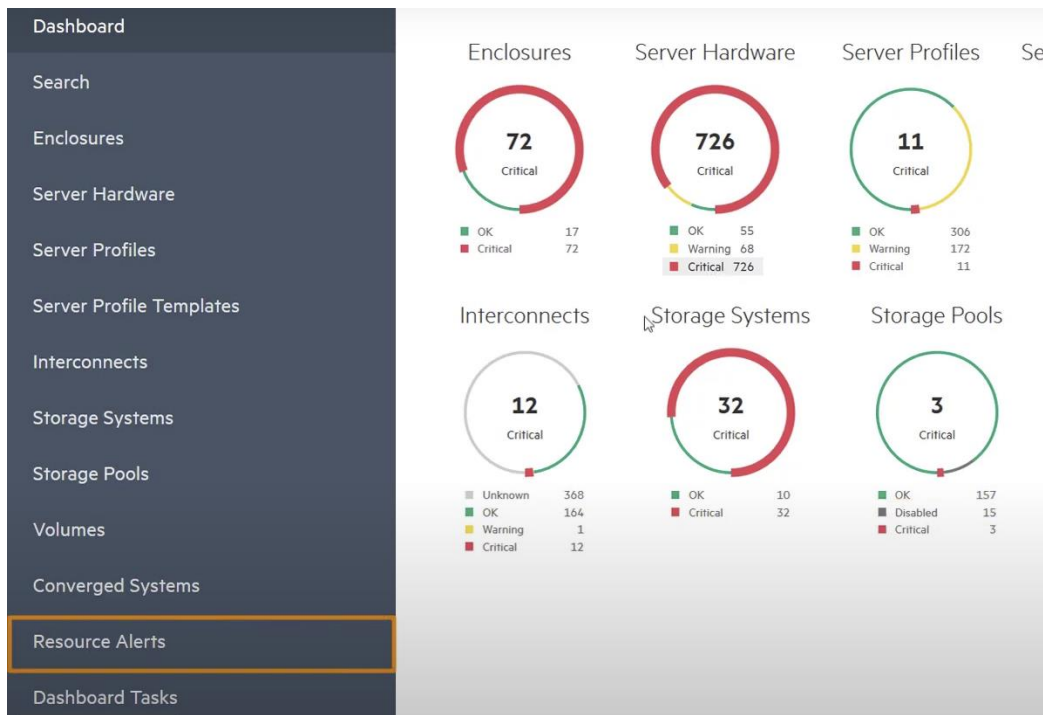 Dashboard
Search
Enclosures
Server Hardware
Server Profiles
Server Profile Templates
Interconnects
Storage Systems
Storage Pools
Volumes
Converged Systems
Resource Alerts
Dashboard Tasks
Enclosures
72
Critical
OK 17
Critical 72
Server Hardware
726
Critical
OK 55
Warning 68
Critical 726
Server Profiles
11
Critical
OK 306
Warning 172
Critical 11
Se
Interconnects
12
Critical
Unknown 368
OK 164
Warning 1
Critical 12
Storage Systems
32
Critical
OK 10
Critical 32
Storage Pools
3
Critical
OK 157
Disabled 15
Critical 3